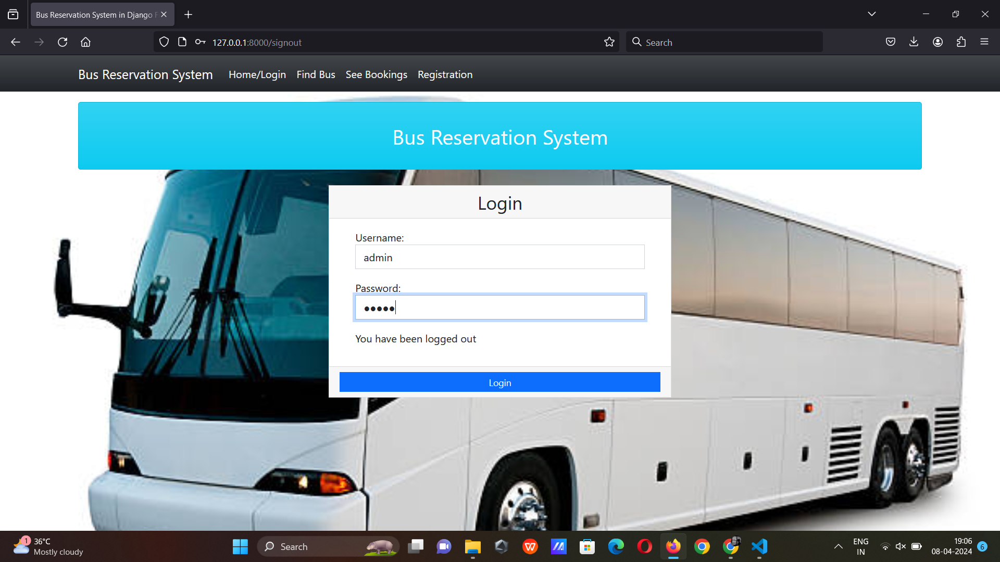 Bus Reservation System in Django F
127.0.0.1:8000/signout
Search
Bus Reservation System Home/Login Find Bus See Bookings Registration
Bus Reservation System
Login
Username:
admin
Password:
●●●●●
You have been logged out
Login
1
36°C
Mostly cloudy
Search
ENG
IN
19:06
08-04-2024
6